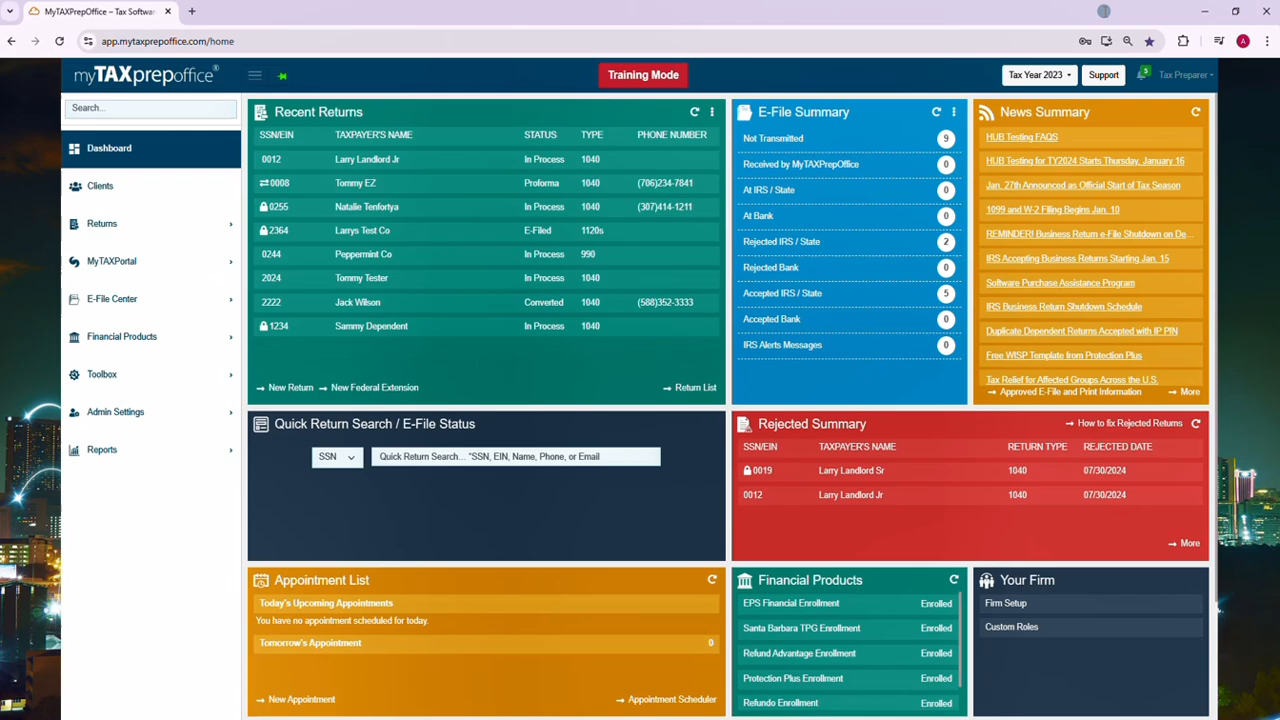 MyTAXPrepOffice – Tax Softwar
app.mytaxprepoffice.com/home
A
myTAXprepoffice®
Training Mode
Tax Year 2023
Support
3
Tax Preparer
Search...
Dashboard
Clients
Returns
MyTAXPortal
E-File Center
Financial Products
Toolbox
Admin Settings
Reports
Recent Returns
SSN/EIN TAXPAYER'S NAME STATUS TYPE PHONE NUMBER
0012 Larry Landlord Jr In Process 1040
0008 Tommy EZ Proforma 1040 (706)234-7841
0255 Natalie Tenfortya In Process 1040 (307)414-1211
2364 Larrys Test Co E-Filed 1120s
0244 Peppermint Co In Process 990
2024 Tommy Tester In Process 1040
2222 Jack Wilson Converted 1040 (588)352-3333
1234 Sammy Dependent In Process 1040
→ New Return → New Federal Extension → Return List
E-File Summary
Not Transmitted 9
Received by MyTAXPrepOffice 0
At IRS / State 0
At Bank 0
Rejected IRS / State 2
Rejected Bank 0
Accepted IRS / State 5
Accepted Bank 0
IRS Alerts Messages 0
News Summary
HUB Testing FAQS
HUB Testing for TY2024 Starts Thursday, January 16
Jan. 27th Announced as Official Start of Tax Season
1099 and W-2 Filing Begins Jan. 10
REMINDER! Business Return e-File Shutdown on De...
IRS Accepting Business Returns Starting Jan. 15
Software Purchase Assistance Program
IRS Business Return Shutdown Schedule
Duplicate Dependent Returns Accepted with IP PIN
Free WISP Template from Protection Plus
Tax Relief for Affected Groups Across the U.S.
→ Approved E-File and Print Information → More
Quick Return Search / E-File Status
SSN Quick Return Search... "SSN, EIN, Name, Phone, or Email
Rejected Summary → How to fix Rejected Returns
SSN/EIN TAXPAYER'S NAME RETURN TYPE REJECTED DATE
0019 Larry Landlord Sr 1040 07/30/2024
0012 Larry Landlord Jr 1040 07/30/2024
→ More
Appointment List
Today's Upcoming Appointments
You have no appointment scheduled for today.
Tomorrow's Appointment 0
→ New Appointment → Appointment Scheduler
Financial Products
EPS Financial Enrollment Enrolled
Santa Barbara TPG Enrollment Enrolled
Refund Advantage Enrollment Enrolled
Protection Plus Enrollment Enrolled
Refundo Enrollment Enrolled
Your Firm
Firm Setup
Custom Roles